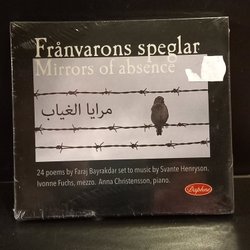 Frånvarons speglar
Mirrors of absence
مرايا الغياب
24 poems by Faraj Bayrakdar set to music by Svante Henryson.
Ivonne Fuchs, mezzo. Anna Christensson, piano.
Daphne